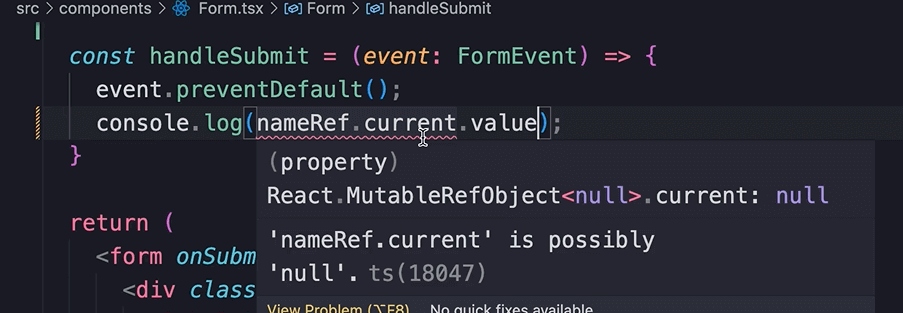 src > components > Form.tsx > Form > handleSubmit
const handleSubmit = (event: FormEvent) => {
event.preventDefault();
console.log(nameRef.current.value);
}
(property)
React.MutableRefObject<null>.current: null
return (
'nameRef.current' is possibly
<form onSubm
'null'. ts(18047)
<div class
View Problem (⌥F8) No quick fixes available